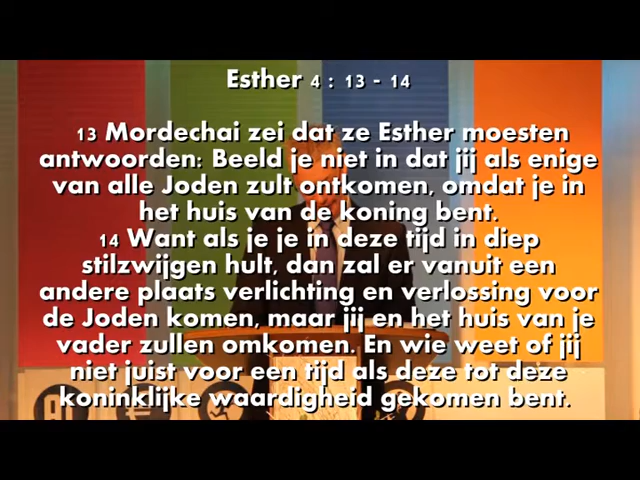 Esther 4 : 13 - 14
13 Mordechai zei dat ze Esther moesten
antwoorden: Beeld je niet in dat jij als enige
van alle Joden zult ontkomen, omdat je in
het huis van de koning bent.
14 Want als je je in deze tijd in diep
stilzwijgen hult, dan zal er vanuit een
andere plaats verlichting en verlossing voor
de Joden komen, maar jij en het huis van je
vader zullen omkomen. En wie weet of jij
niet juist voor een tijd als deze tot deze
koninklijke waardigheid gekomen bent.